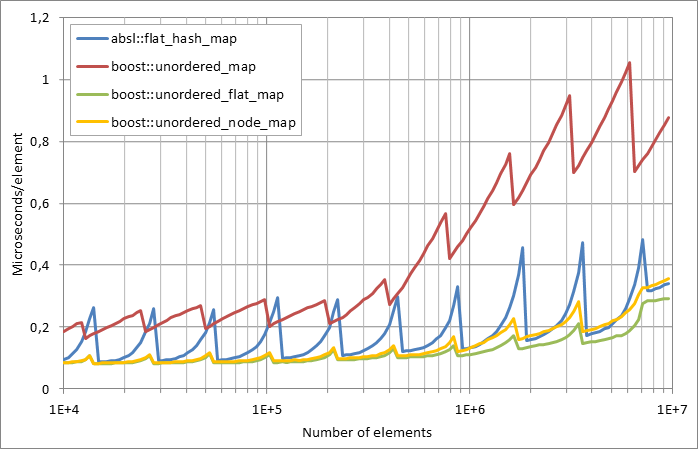 1,2
1
0,8
0,6
0,4
0,2
0
Microseconds/element
absl::flat_hash_map
boost::unordered_map
boost::unordered_flat_map
boost::unordered_node_map
1E+4 1E+5 1E+6 1E+7
Number of elements